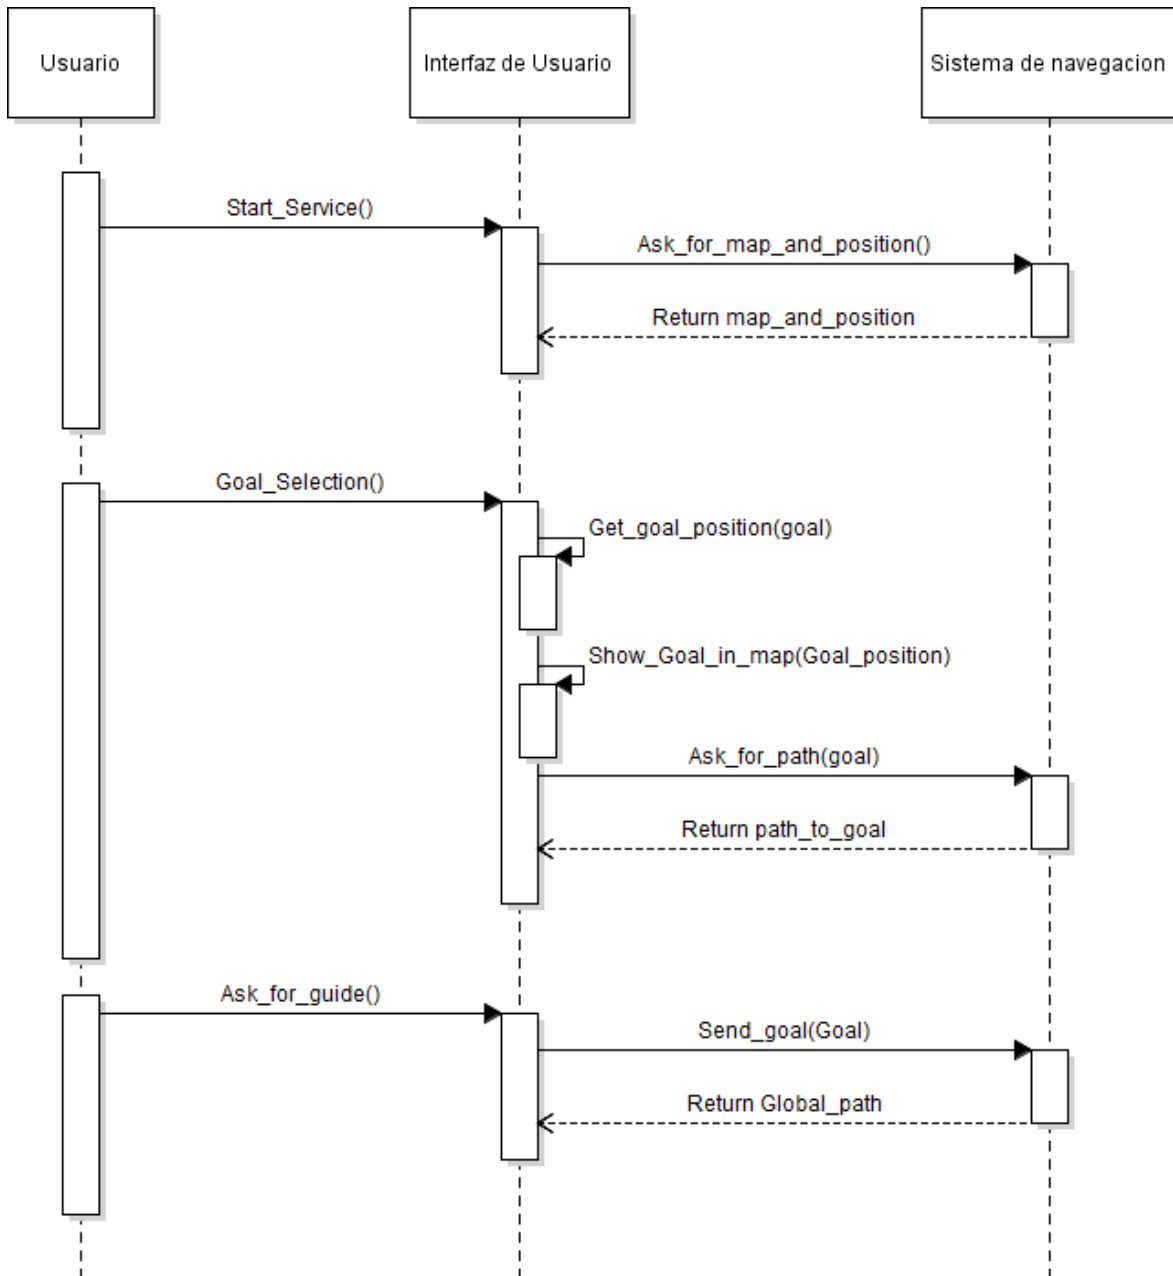 Usuario
Interfaz de Usuario
Sistema de navegacion
Start_Service()
Ask_for_map_and_position()
Return map_and_position
Goal_Selection()
Get_goal_position(goal)
Show_Goal_in_map(Goal_position)
Ask_for_path(goal)
Return path_to_goal
Ask_for_guide()
Send_goal(Goal)
Return Global_path